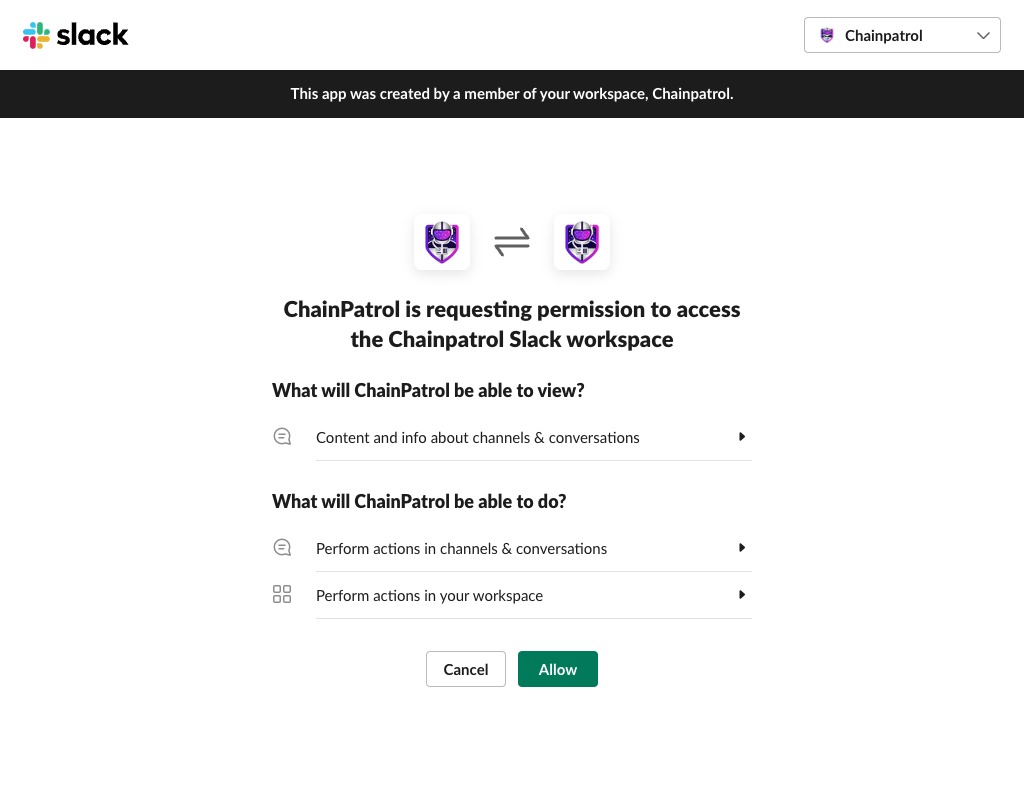 slack
Chainpatrol
This app was created by a member of your workspace, Chainpatrol.
ChainPatrol is requesting permission to access
the Chainpatrol Slack workspace
What will ChainPatrol be able to view?
Content and info about channels & conversations
What will ChainPatrol be able to do?
Perform actions in channels & conversations
Perform actions in your workspace
Cancel
Allow